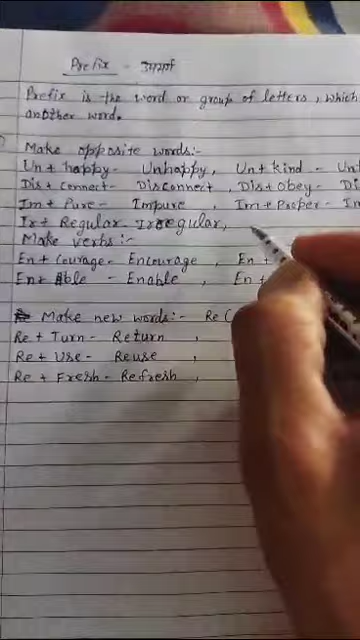 Prefix - उपसर्ग
Prefix is the word or group of letters, which
another word.
Make opposite words:-
Un + happy - Unhappy, Un + kind - Un
Dis + connect - Disconnect, Dis + obey - Di
Im + Pure - Impure, Im + Proper - Im
Ir + Regular - Irregular,
Make verbs:-
En + Courage - Encourage, En +
En + Able - Enable, En +
Make new words:- Re (
Re + Turn - Return,
Re + Use - Reuse,
Re + Fresh - Refresh,